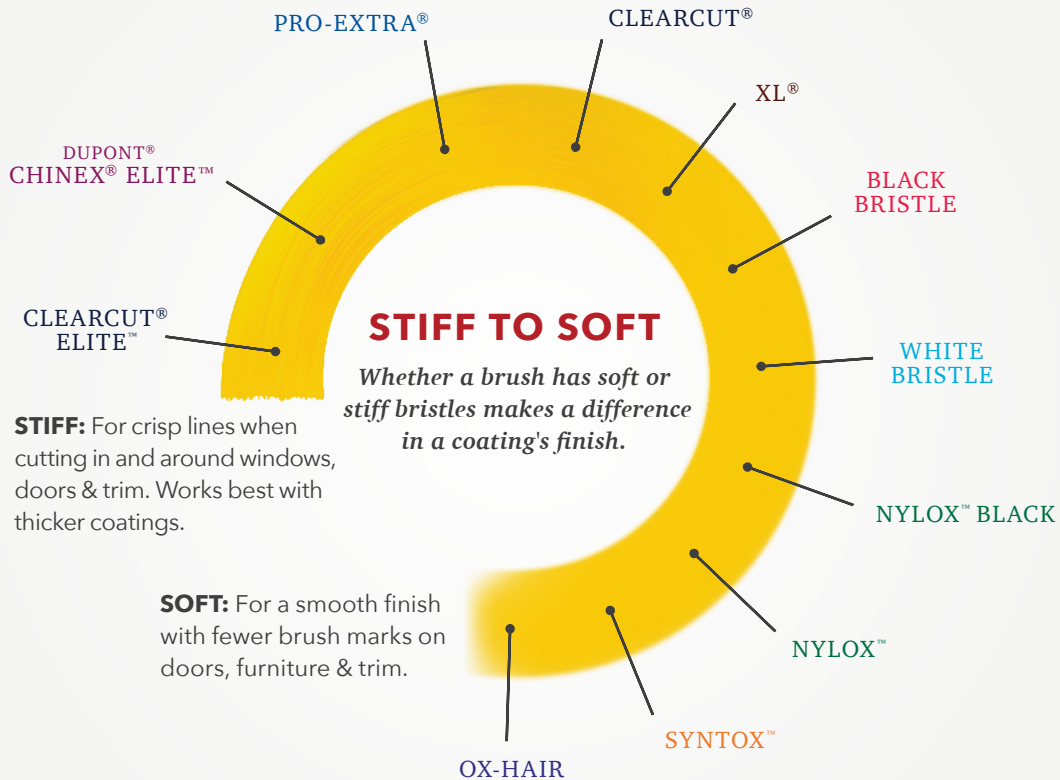 PRO-EXTRA®
CLEARCUT®
XL®
DUPONT®
CHINEX® ELITE™
BLACK
BRISTLE
CLEARCUT®
ELITE™
STIFF TO SOFT
Whether a brush has soft or
stiff bristles makes a difference
in a coating's finish.
WHITE
BRISTLE
STIFF: For crisp lines when
cutting in and around windows,
doors & trim. Works best with
thicker coatings.
NYLOX™ BLACK
SOFT: For a smooth finish
with fewer brush marks on
doors, furniture & trim.
NYLOX™
SYNTOX™
OX-HAIR